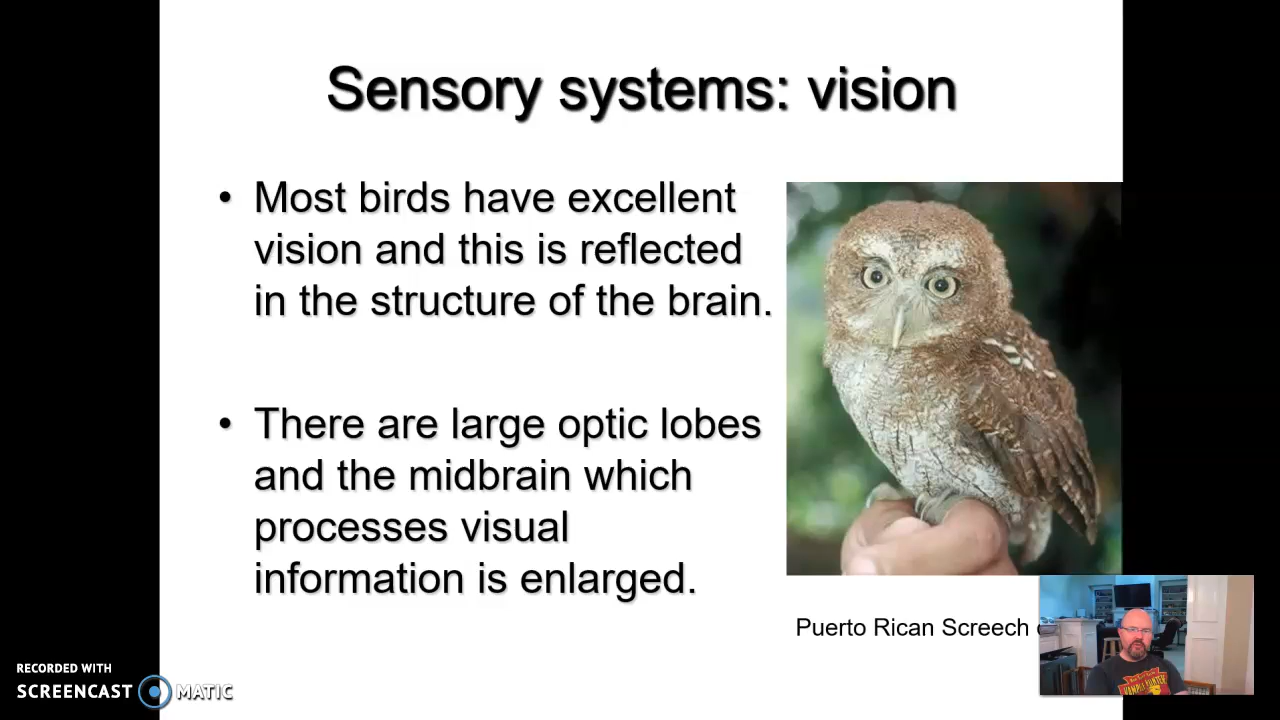 Sensory systems: vision
• Most birds have excellent
vision and this is reflected
in the structure of the brain.
• There are large optic lobes
and the midbrain which
processes visual
information is enlarged.
Puerto Rican Screech
RECORDED WITH
SCREENCAST MATIC